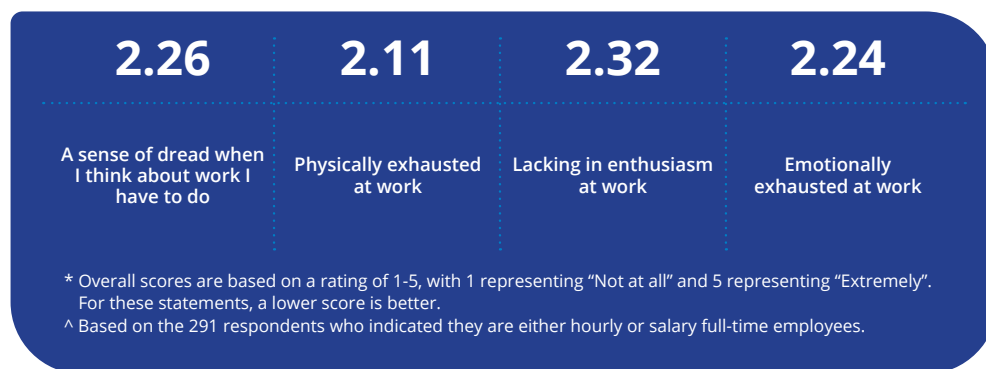 2.26
2.11
2.32
2.24
A sense of dread when
I think about work I
have to do
Physically exhausted
at work
Lacking in enthusiasm
at work
Emotionally
exhausted at work
* Overall scores are based on a rating of 1-5, with 1 representing “Not at all” and 5 representing “Extremely”.
For these statements, a lower score is better.
^ Based on the 291 respondents who indicated they are either hourly or salary full-time employees.